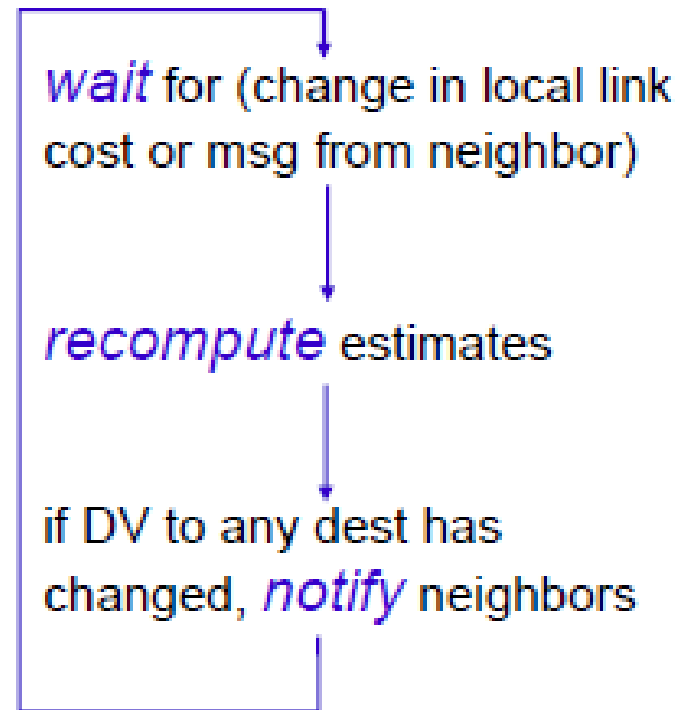 wait for (change in local link
cost or msg from neighbor)
recompute estimates
if DV to any dest has
changed, notify neighbors